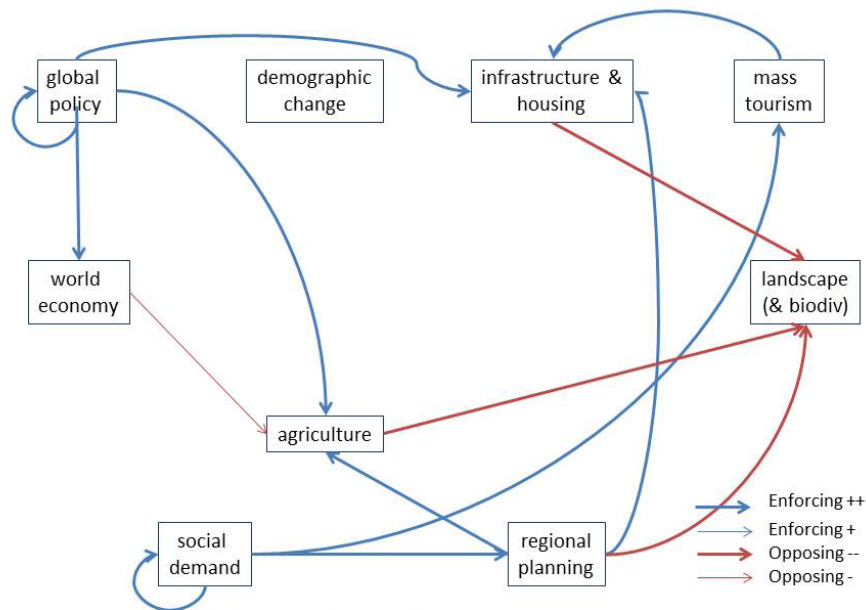 global
policy
demographic
change
infrastructure &
housing
mass
tourism
world
economy
landscape
(& biodiv)
agriculture
social
demand
regional
planning
Enforcing ++
Enforcing +
Opposing --
Opposing -